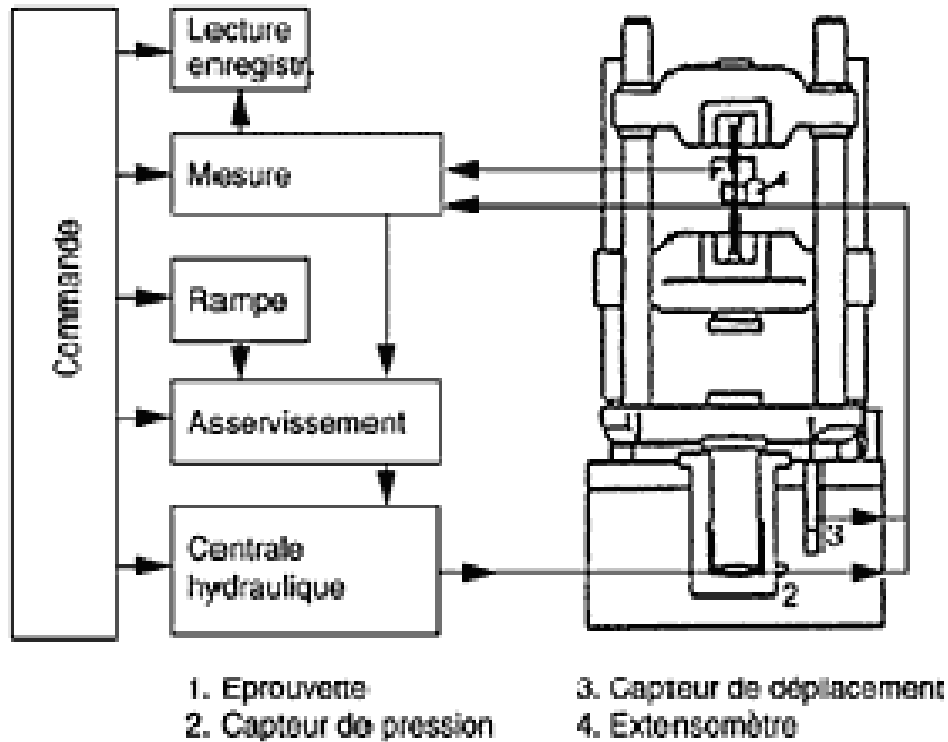 Lecture
enregistr.
Mesure
Commande
Rampe
Asservissement
Centrale
hydraulique
4
3
2
1. Eprouvette
2. Capteur de pression
3. Capteur de déplacement
4. Extensomètre